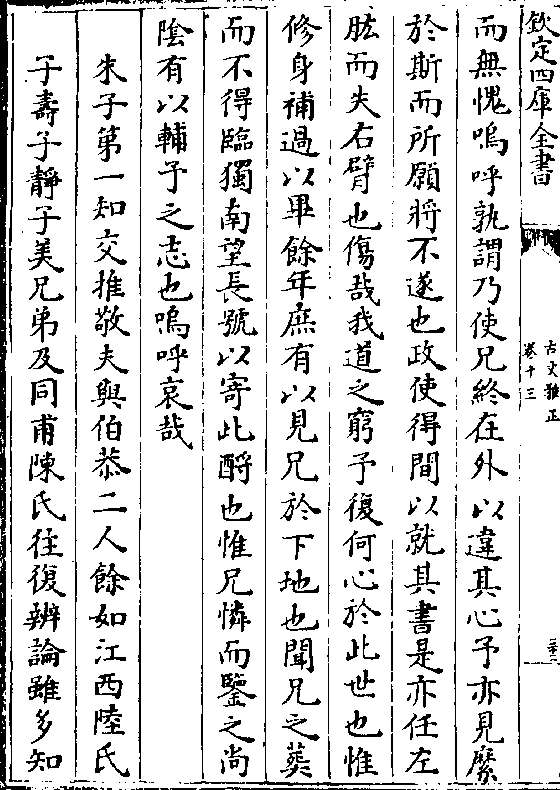 欽定四庫全書
古文雅正
卷十三
而無愧嗚呼孰謂乃使兄終在外以違其心予亦見縻
於斯而所願將不遂也政使得間以就其書是亦任左
肱而失右臂也傷哉我道之窮予復何心於此世也惟
修身補過以畢餘年庶有以見兄於下地也聞兄之葬
而不得臨獨南望長號以寄此酹也惟兄憐而鑒之尚
隂有以輔予之志也嗚呼哀哉
朱子第一知交推敬夫與伯恭二人餘如江西陸氏
子壽子靜子美兄弟及同甫陳氏往復辨論雖多知